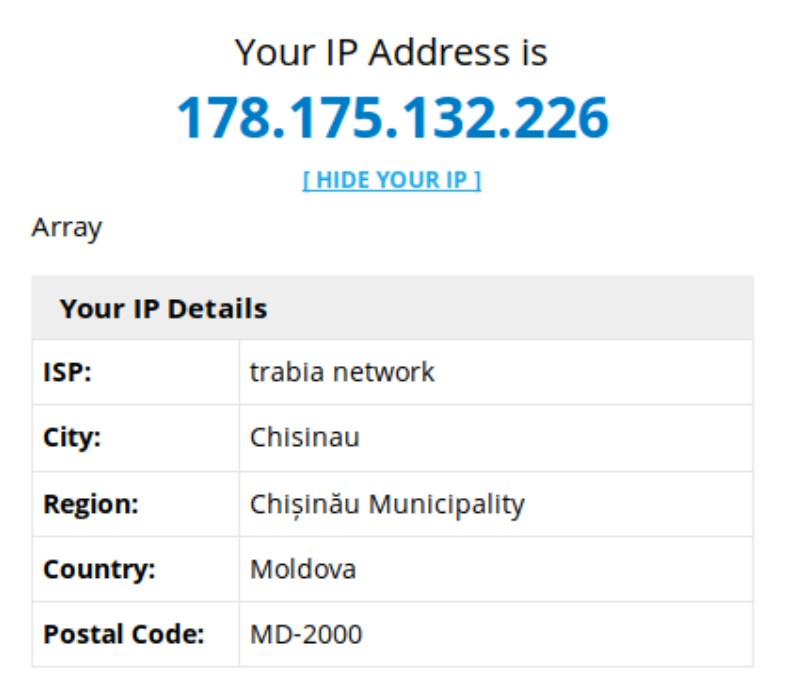 Your IP Address is
178.175.132.226
[ HIDE YOUR IP ]
Array
Your IP Details
ISP: trabia network
City: Chisinau
Region: Chișinău Municipality
Country: Moldova
Postal Code: MD-2000